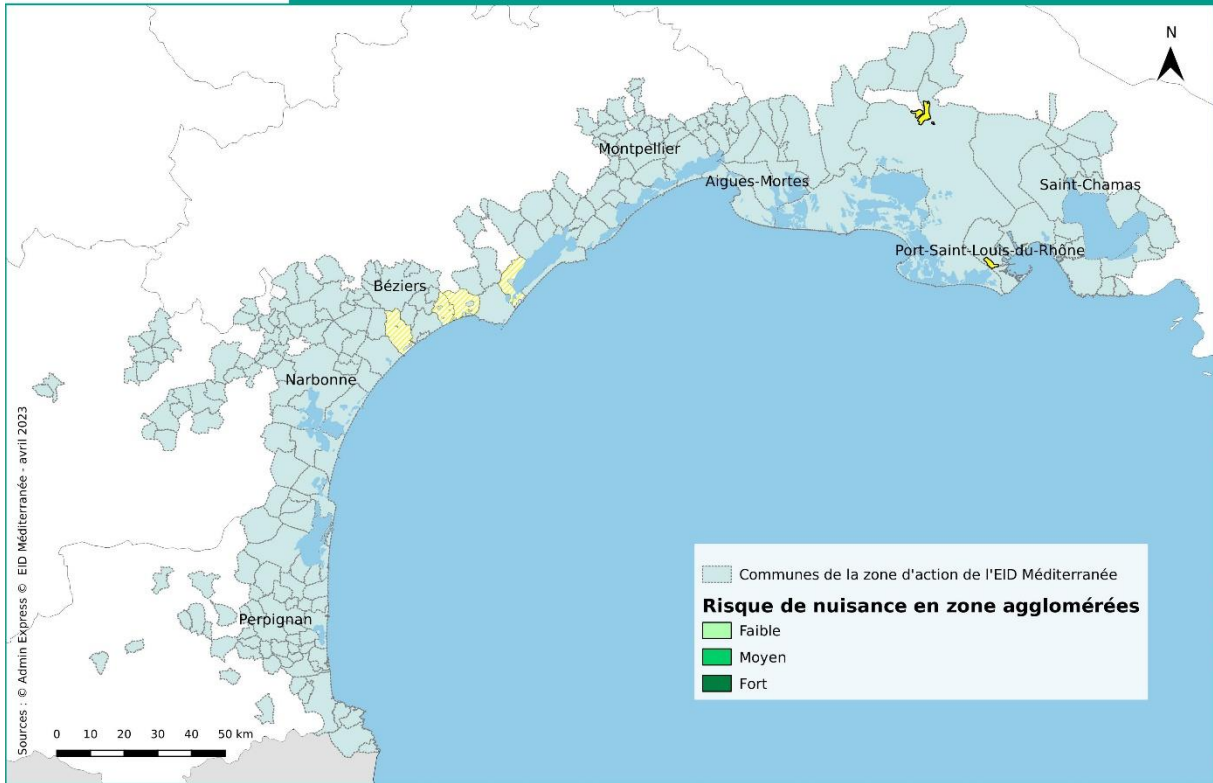 N
Montpellier
Aigues-Mortes
Saint-Chamas
Port-Saint-Louis-du-Rhône
Béziers
Narbonne
Perpignan
Communes de la zone d'action de l'EID Méditerranée
Risque de nuisance en zone agglomérées
Faible
Moyen
Fort
0 10 20 30 40 50 km
Sources : © Admin Express © EID Méditerranée - avril 2023